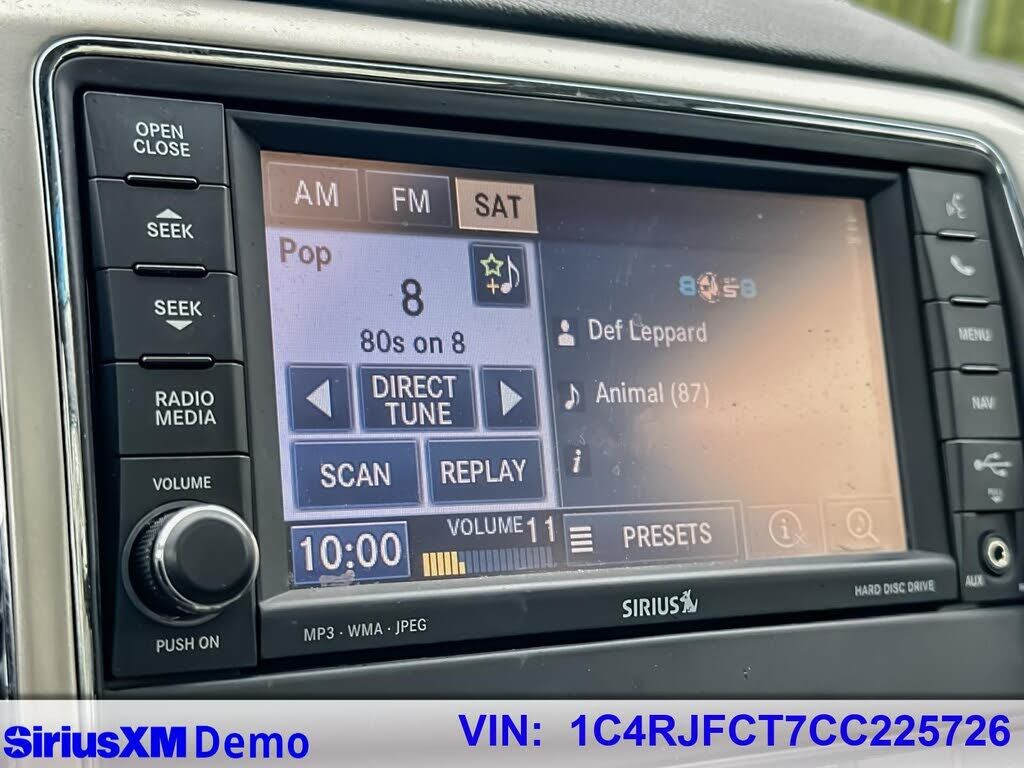 OPEN
CLOSE
SEEK
SEEK
RADIO
MEDIA
VOLUME
PUSH ON
AM FM SAT
Pop
8
80s on 8
DIRECT
TUNE
SCAN REPLAY
10:00 VOLUME 11
Def Leppard
Animal (87)
i
PRESETS
MENU
NAV
AUX
MP3 · WMA · JPEG
SIRIUS
HARD DISC DRIVE
SiriusXM Demo
VIN: 1C4RJFCT7CC225726